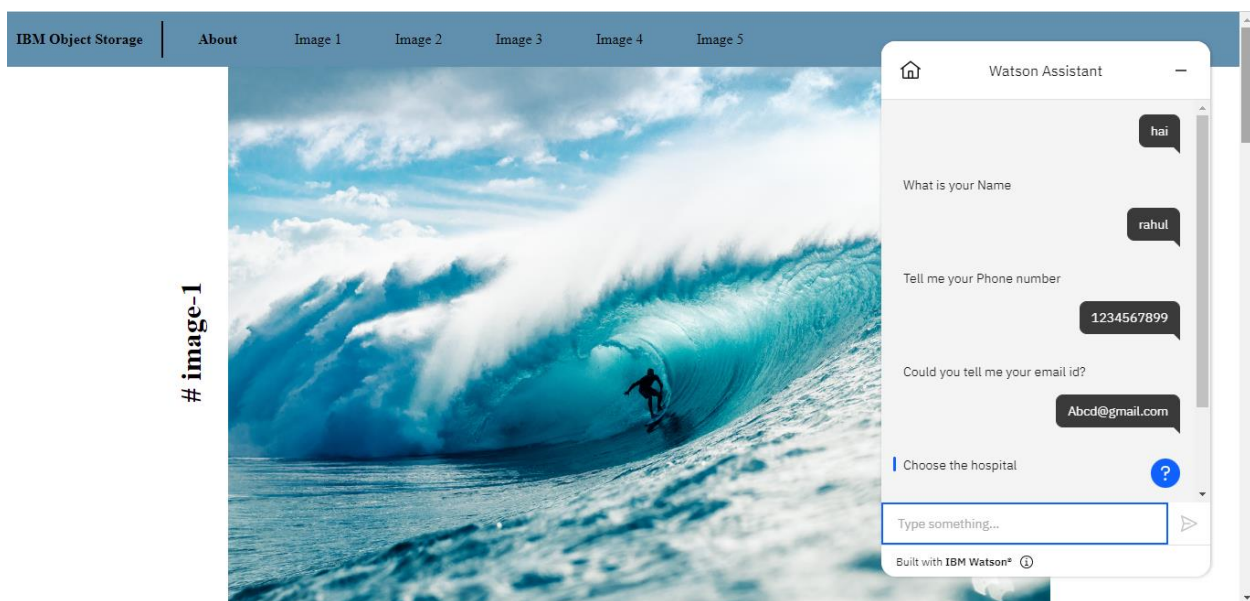 IBM Object Storage About Image 1 Image 2 Image 3 Image 4 Image 5
# image-1
Watson Assistant
hai
What is your Name
rahul
Tell me your Phone number
1234567899
Could you tell me your email id?
Abcd@gmail.com
Choose the hospital
?
Type something...
Built with IBM Watson®